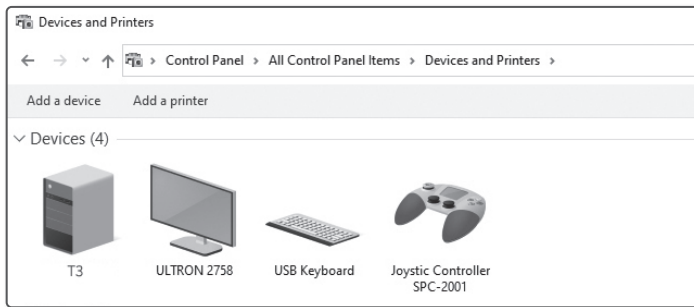 Devices and Printers
Control Panel > All Control Panel Items > Devices and Printers >
Add a device Add a printer
Devices (4)
T3 ULTRON 2758 USB Keyboard Joystic Controller
SPC-2001